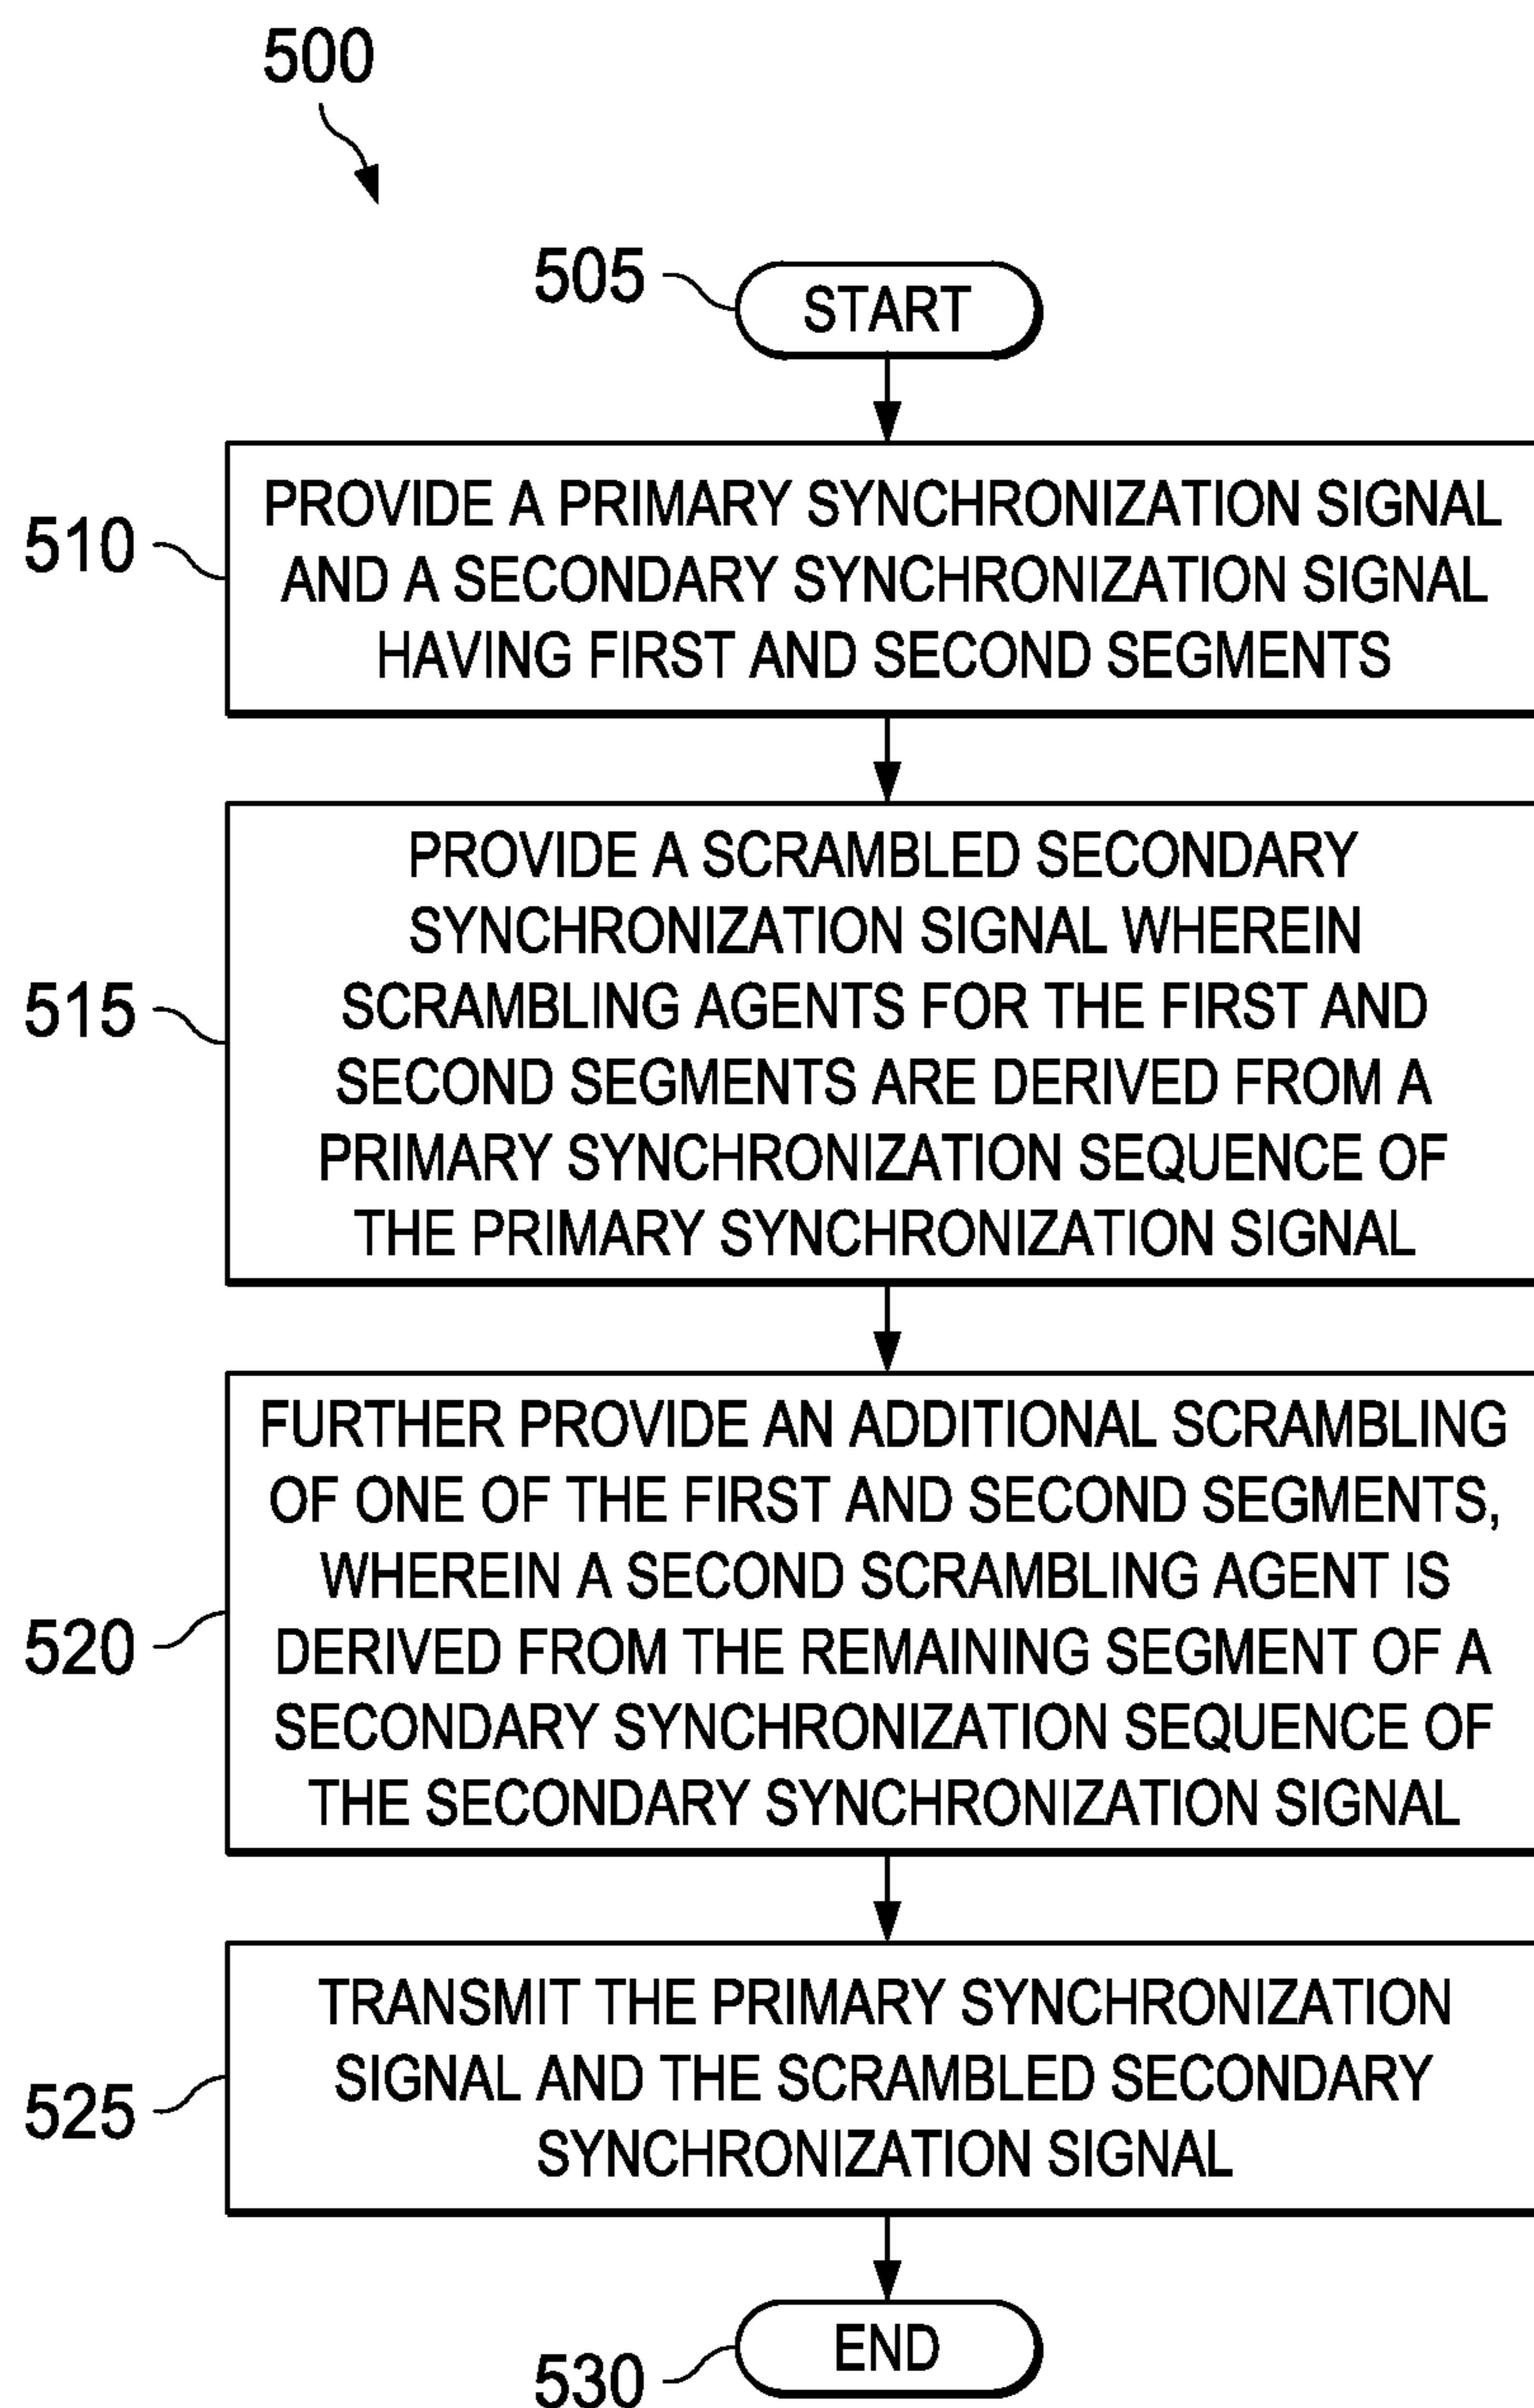 500
505
START
510
PROVIDE A PRIMARY SYNCHRONIZATION SIGNAL
AND A SECONDARY SYNCHRONIZATION SIGNAL
HAVING FIRST AND SECOND SEGMENTS
515
PROVIDE A SCRAMBLED SECONDARY
SYNCHRONIZATION SIGNAL WHEREIN
SCRAMBLING AGENTS FOR THE FIRST AND
SECOND SEGMENTS ARE DERIVED FROM A
PRIMARY SYNCHRONIZATION SEQUENCE OF
THE PRIMARY SYNCHRONIZATION SIGNAL
520
FURTHER PROVIDE AN ADDITIONAL SCRAMBLING
OF ONE OF THE FIRST AND SECOND SEGMENTS,
WHEREIN A SECOND SCRAMBLING AGENT IS
DERIVED FROM THE REMAINING SEGMENT OF A
SECONDARY SYNCHRONIZATION SEQUENCE OF
THE SECONDARY SYNCHRONIZATION SIGNAL
525
TRANSMIT THE PRIMARY SYNCHRONIZATION
SIGNAL AND THE SCRAMBLED SECONDARY
SYNCHRONIZATION SIGNAL
530
END